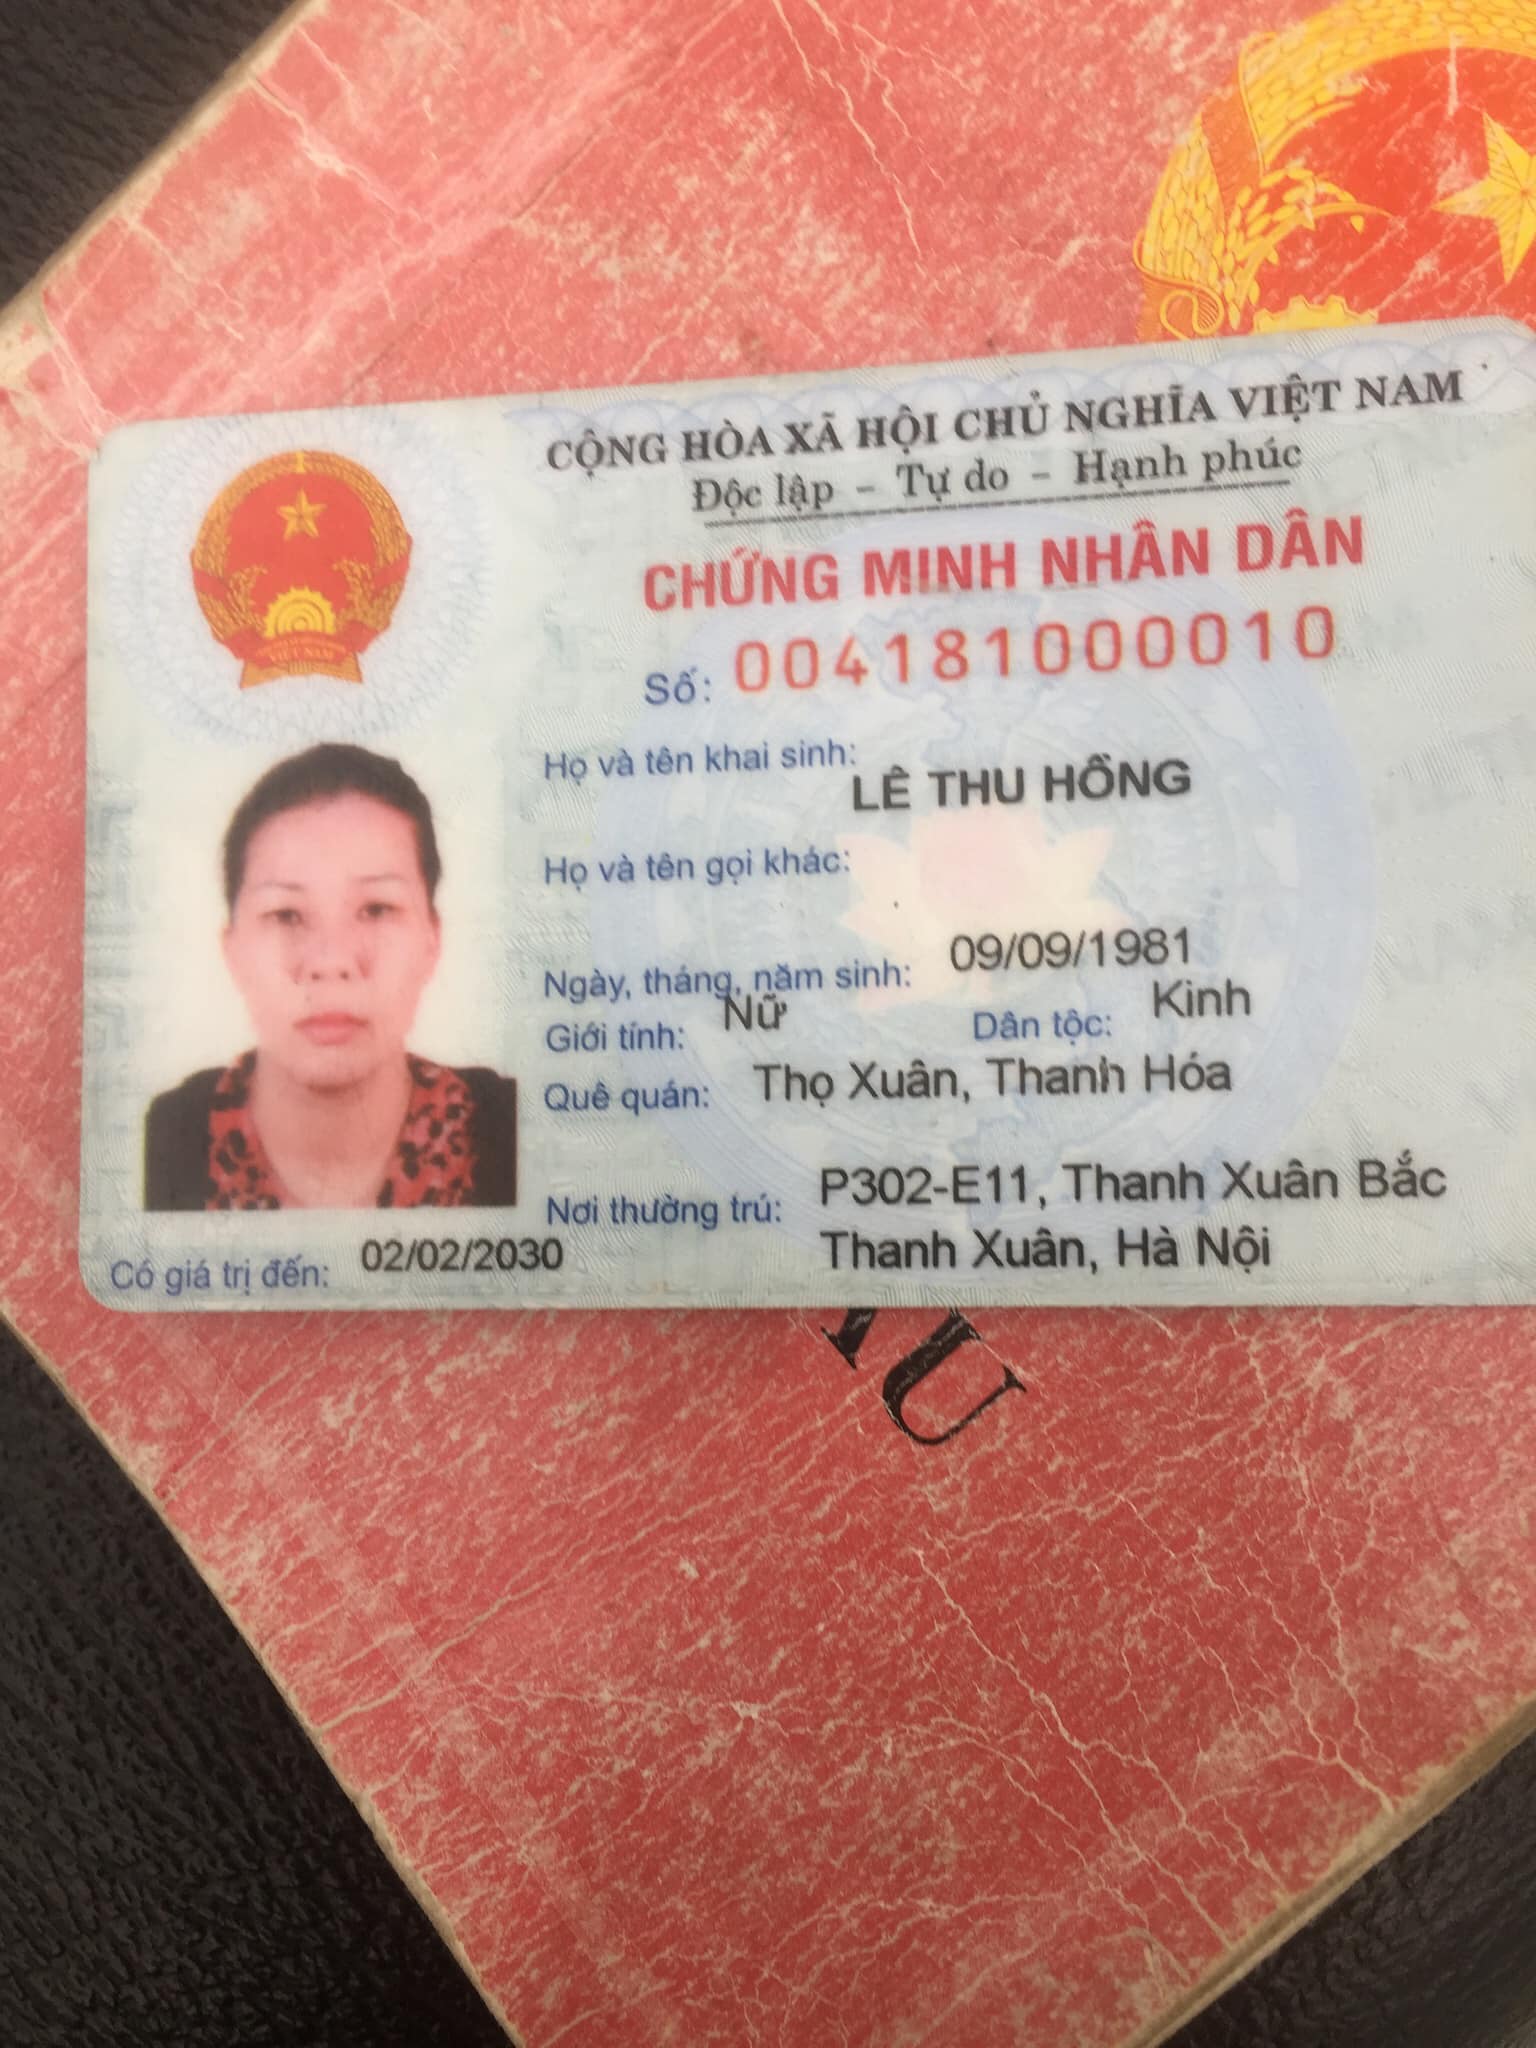 CỘNG HÒA XÃ HỘI CHỦ NGHĨA VIỆT NAM
Độc lập - Tự do - Hạnh phúc
CHỨNG MINH NHÂN DÂN
Số: 004181000010
Họ và tên khai sinh: LÊ THU HỒNG
Họ và tên gọi khác:
Ngày, tháng, năm sinh: 09/09/1981
Giới tính: Nữ Dân tộc: Kinh
Quê quán: Thọ Xuân, Thanh Hóa
Nơi thường trú: P302-E11, Thanh Xuân Bắc
Thanh Xuân, Hà Nội
Có giá trị đến: 02/02/2030
VIỆT NAM